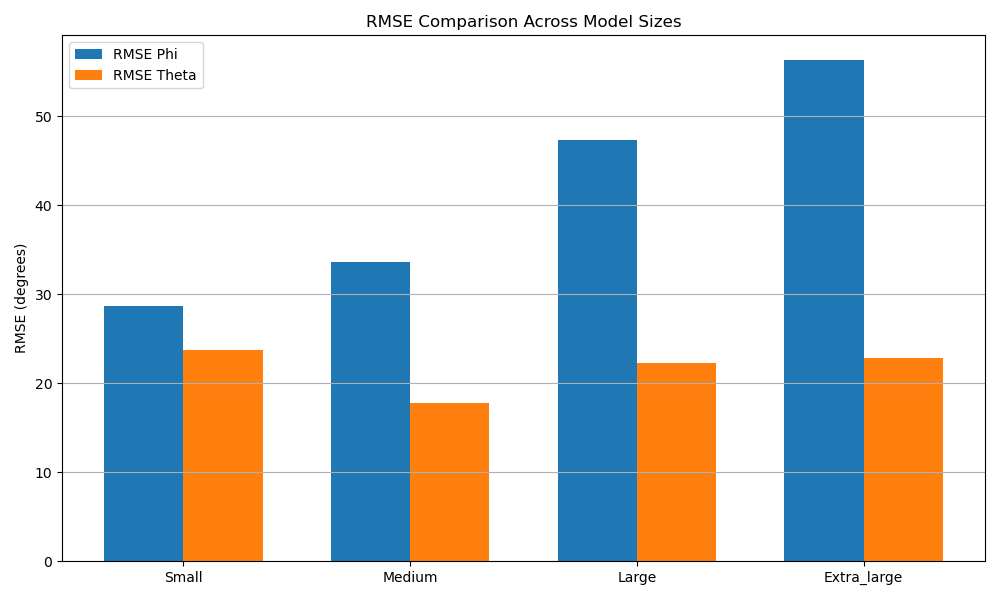 RMSE Comparison Across Model Sizes
RMSE Phi
RMSE Theta
RMSE (degrees)
50
40
30
20
10
0
Small
Medium
Large
Extra_large